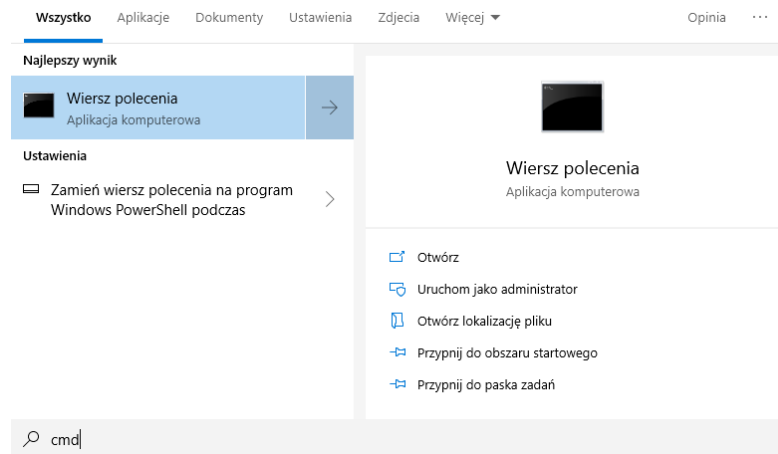 Wszystko Aplikacje Dokumenty Ustawienia Zdjecia Więcej Opinia ...
Najlepszy wynik
Wiersz polecenia
Aplikacja komputerowa
Ustawienia
Zamień wiersz polecenia na program
Windows PowerShell podczas
Wiersz polecenia
Aplikacja komputerowa
Otwórz
Uruchom jako administrator
Otwórz lokalizację pliku
Przypnij do obszaru startowego
Przypnij do paska zadań
cmd